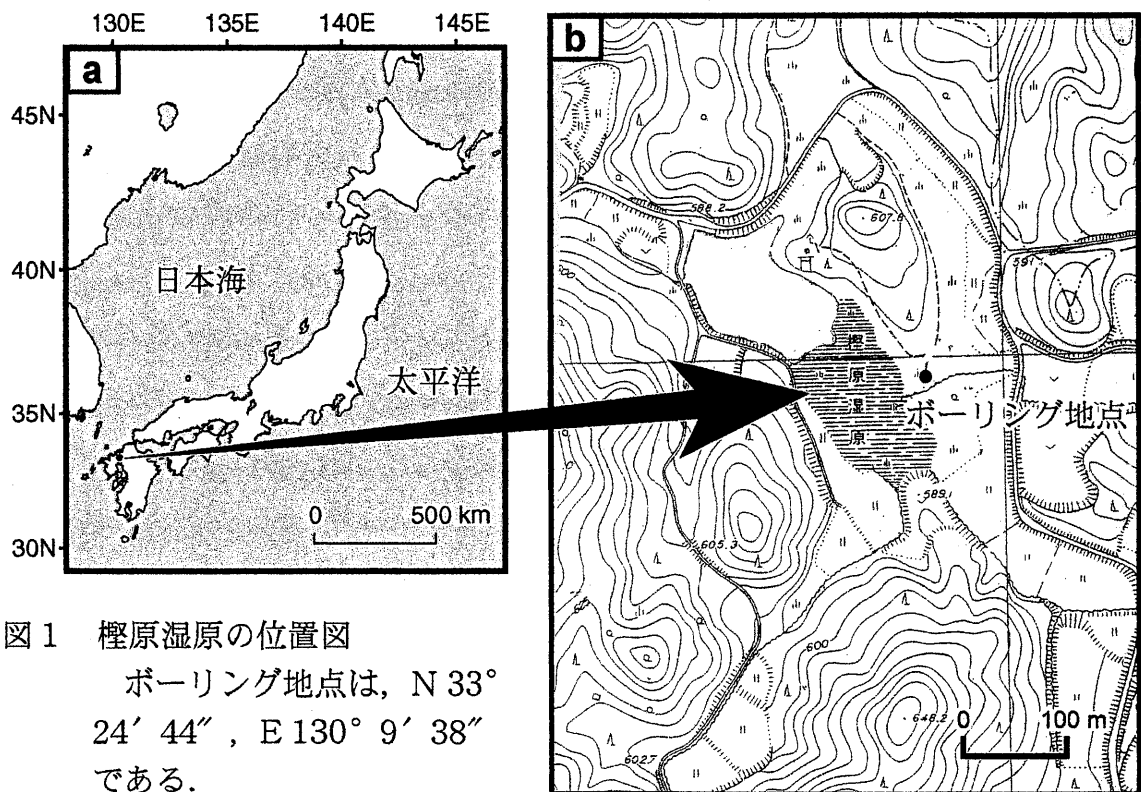 130E
135E
140E
145E
a
45N
40N
35N
30N
日本海
太平洋
0
500 km
b
588.2
607.8
591
樫原湿原
ボーリング地点
589.1
605.3
600
648.2
602.7
0
100 m
図1 樫原湿原の位置図
ボーリング地点は,N 33°
24′ 44″ , E 130° 9′ 38″
である.